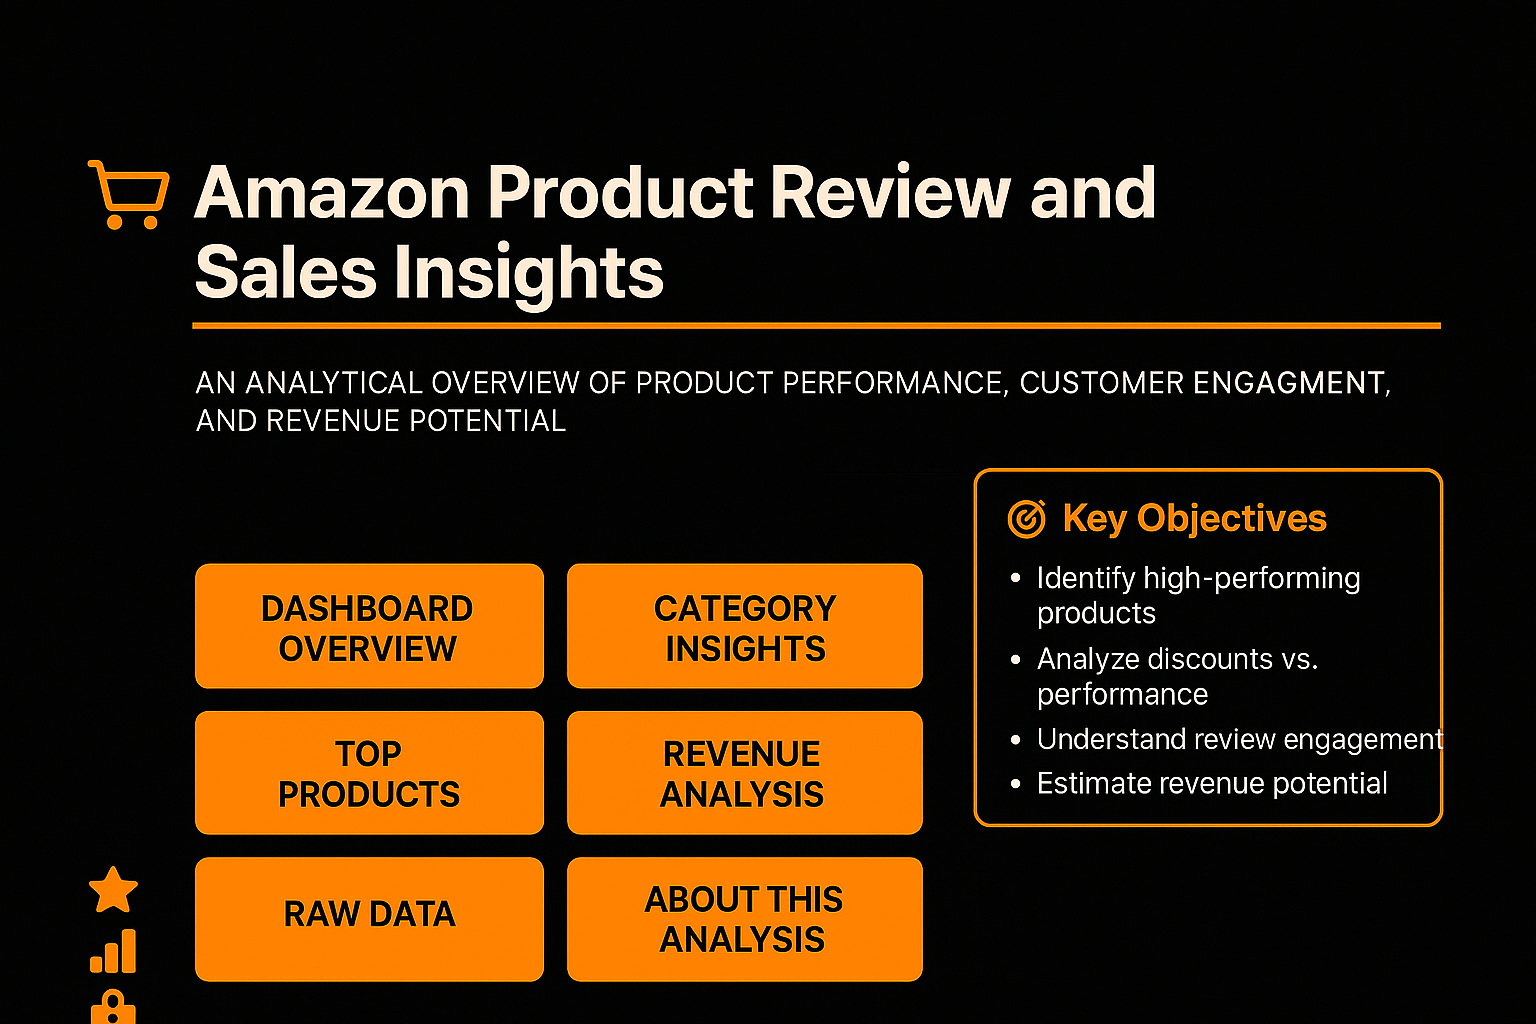 Amazon Product Review and
Sales Insights
AN ANALYTICAL OVERVIEW OF PRODUCT PERFORMANCE, CUSTOMER ENGAGMENT,
AND REVENUE POTENTIAL
DASHBOARD
OVERVIEW
CATEGORY
INSIGHTS
TOP
PRODUCTS
REVENUE
ANALYSIS
RAW DATA
ABOUT THIS
ANALYSIS
Key Objectives
• Identify high-performing
products
• Analyze discounts vs.
performance
• Understand review engagement
• Estimate revenue potential